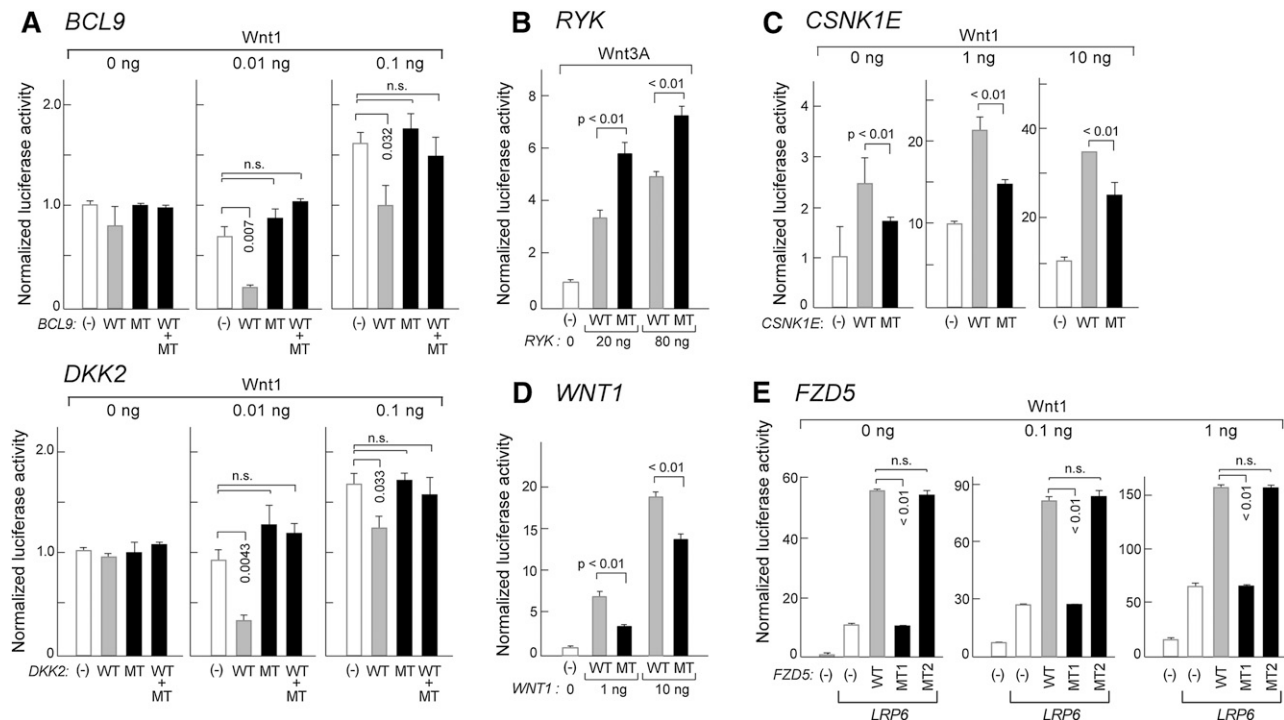 A BCL9
Wnt1
0 ng 0.01 ng 0.1 ng
Normalized luciferase activity
2.0
1.0
0
n.s.
0.007
n.s.
0.032
BCL9: (-) WT MT WT + MT (-) WT MT WT + MT (-) WT MT WT + MT
DKK2
Wnt1
0 ng 0.01 ng 0.1 ng
Normalized luciferase activity
2.0
1.0
0
n.s.
0.0043
n.s.
0.033
DKK2: (-) WT MT WT + MT (-) WT MT WT + MT (-) WT MT WT + MT
B RYK
Wnt3A
Normalized luciferase activity
8
6
4
2
0
p < 0.01
< 0.01
(-) WT MT WT MT
RYK : 0 20 ng 80 ng
C CSNK1E
Wnt1
0 ng 1 ng 10 ng
Normalized luciferase activity
4
3
2
1
0
p < 0.01
20
10
< 0.01
40
20
< 0.01
CSNK1E: (-) WT MT (-) WT MT (-) WT MT
D WNT1
Normalized luciferase activity
20
15
10
5
0
p < 0.01
< 0.01
(-) WT MT WT MT
WNT1 : 0 1 ng 10 ng
E FZD5
Wnt1
0 ng 0.1 ng 1 ng
Normalized luciferase activity
60
40
20
0
n.s.
< 0.01
90
60
30
0
n.s.
< 0.01
150
100
50
0
n.s.
< 0.01
FZD5: (-) (-) WT MT1 MT2 (-) (-) WT MT1 MT2 (-) (-) WT MT1 MT2
LRP6 LRP6 LRP6